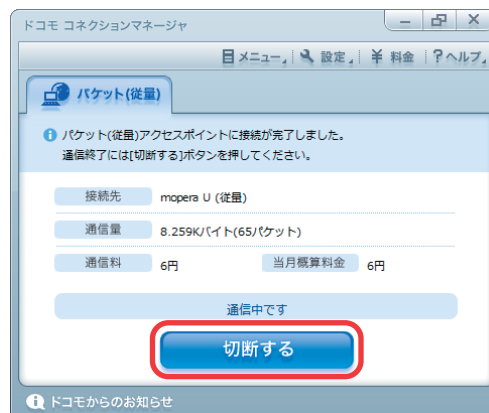 ドコモ コネクションマネージャ
メニュー 設定 ¥ 料金 ?ヘルプ
パケット(従量)
パケット(従量)アクセスポイントに接続が完了しました。
通信終了には[切断する]ボタンを押してください。
接続先 mopera U (従量)
通信量 8.259Kバイト(65パケット)
通信料 6円 当月概算料金 6円
通信中です
切断する
ドコモからのお知らせ